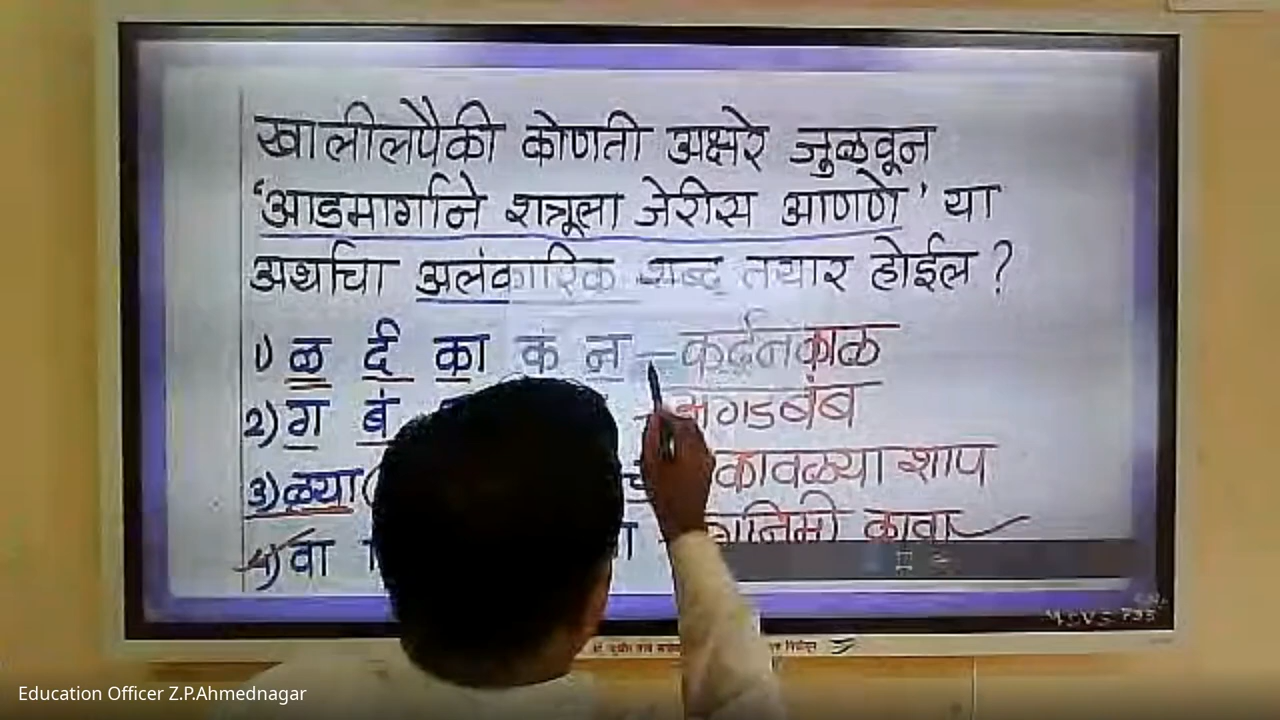 खालीलपैकी कोणती अक्षरे जुळवून
'आडमार्गाने शत्रूला जेरीस आणणे' या
अर्थाचा अलंकारिक शब्द तयार होईल ?
1) ळ र्द का क न – कर्दनकाळ
2) ग बं अगडबंब
3) ळ्या कावळ्या शाप
4) वा गनिमी कावा
Education Officer Z.P.Ahmednagar